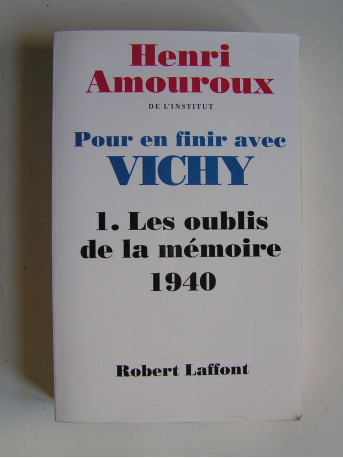 Henri
Amouroux
DE L'INSTITUT
Pour en finir avec
VICHY
1. Les oublis
de la mémoire
1940
Robert Laffont